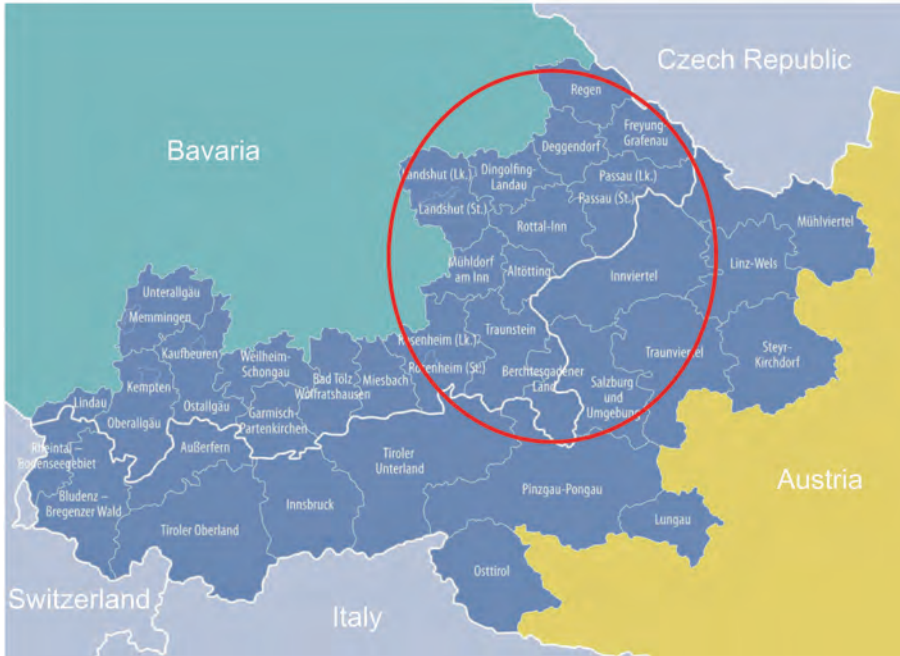 Czech Republic
Regen
Freyung-
Grafenau
Deggendorf
Bavaria
Landshut (Lk.)
Dingolfing-
Landau
Passau (Lk.)
Passau (St.)
Landshut (St.)
Rottal-Inn
Mühlviertel
Mühldorf
am Inn
Altötting
Innviertel
Linz-Wels
Unterallgäu
Memmingen
Kaufbeuren
Weilheim-
Schongau
Rosenheim (Lk.)
Traunstein
Traunviertel
Steyr-
Kirchdorf
Kempten
Bad Tölz
Wolfratshausen
Miesbach
Rosenheim (St.)
Berchtesgadener
Land
Salzburg
und
Umgebung
Lindau
Oberallgäu
Ostallgäu
Garmisch-
Partenkirchen
Rheintal –
Bodenseegebiet
Außerfern
Tiroler
Unterland
Bludenz –
Bregenzer Wald
Innsbruck
Pinzgau-Pongau
Austria
Tiroler Oberland
Lungau
Osttirol
Switzerland
Italy